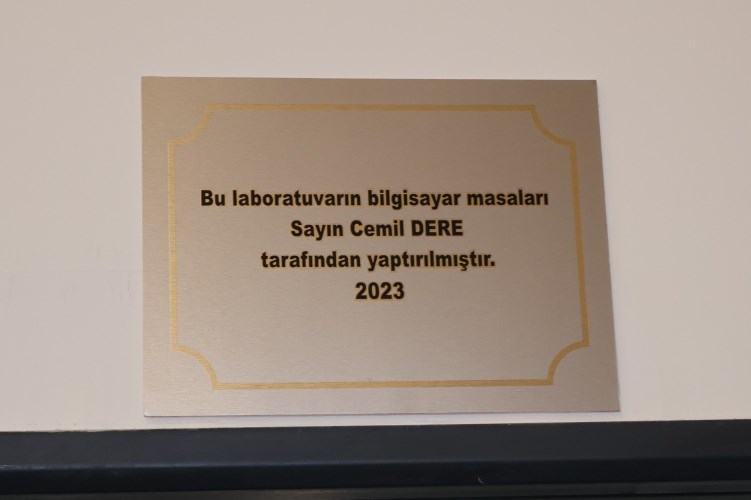 Bu laboratuvarın bilgisayar masaları
Sayın Cemil DERE
tarafından yaptırılmıştır.
2023